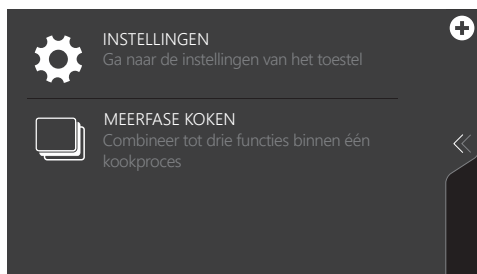 INSTELLINGEN
Ga naar de instellingen van het toestel
MEERFASE KOKEN
Combineer tot drie functies binnen één
kookproces